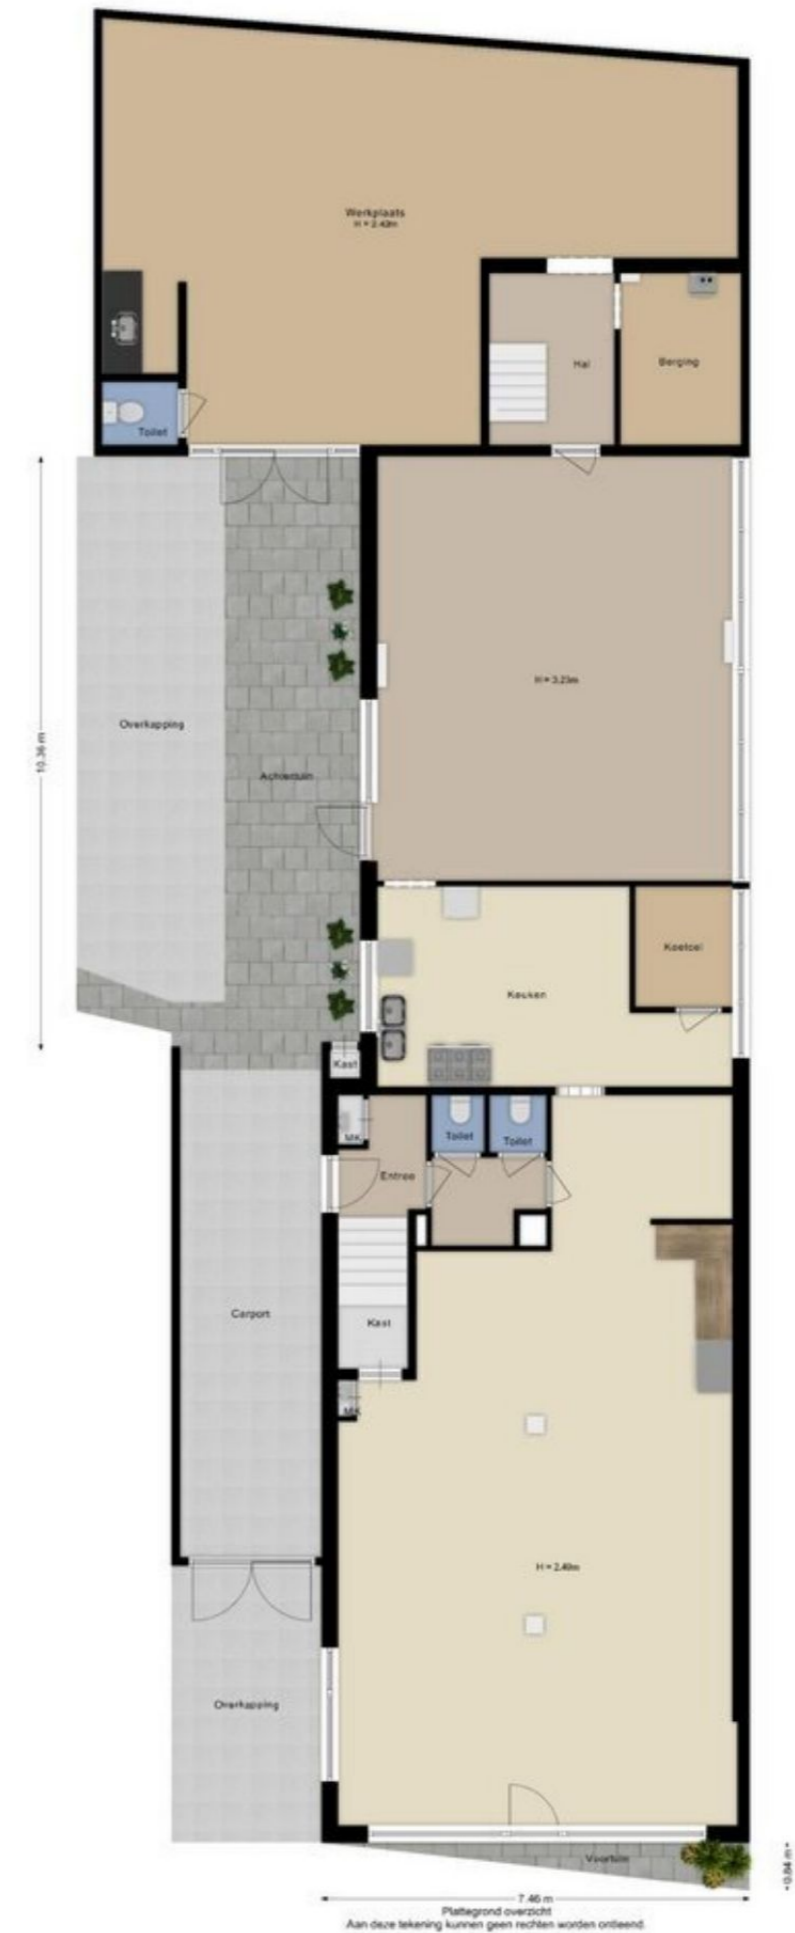 Werkplaats
H = 2.43m
Hal
Berging
Toilet
10.36 m
Overkapping
Achtertuin
H = 3.23m
Koelcel
Keuken
Kast
MK
Toilet
Toilet
Entree
Carport
Kast
MK
H = 2.49m
Overkapping
Voortuin
0.84 m
7.46 m
Plattegrond overzicht
Aan deze tekening kunnen geen rechten worden ontleend.